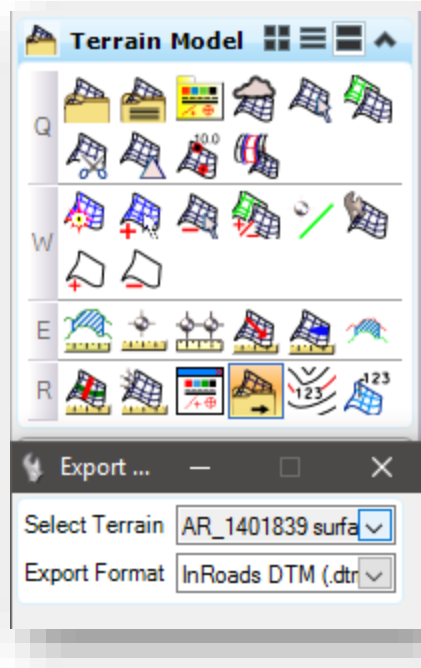 Terrain Model
Q
10.0
W
E
R
123
123
Export ...
Select Terrain AR_1401839 surfa
Export Format InRoads DTM (.dtr